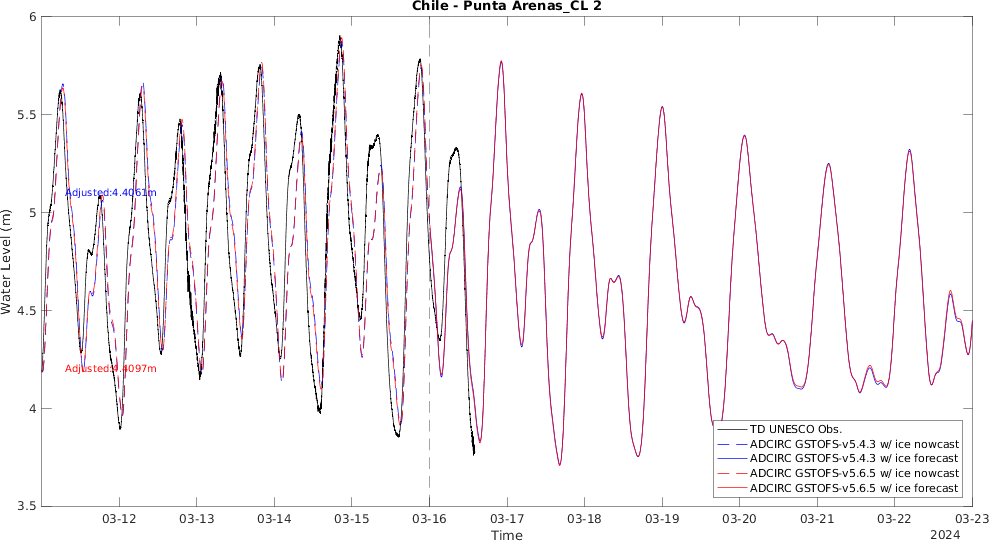 Chile - Punta Arenas_CL 2
Water Level (m)
6
5.5
5
4.5
4
3.5
Adjusted:4.4061m
Adjusted:4.4097m
TD UNESCO Obs.
ADCIRC GSTOFS-v5.4.3 w/ ice nowcast
ADCIRC GSTOFS-v5.4.3 w/ ice forecast
ADCIRC GSTOFS-v5.6.5 w/ ice nowcast
ADCIRC GSTOFS-v5.6.5 w/ ice forecast
03-12 03-13 03-14 03-15 03-16 03-17 03-18 03-19 03-20 03-21 03-22 03-23
Time
2024